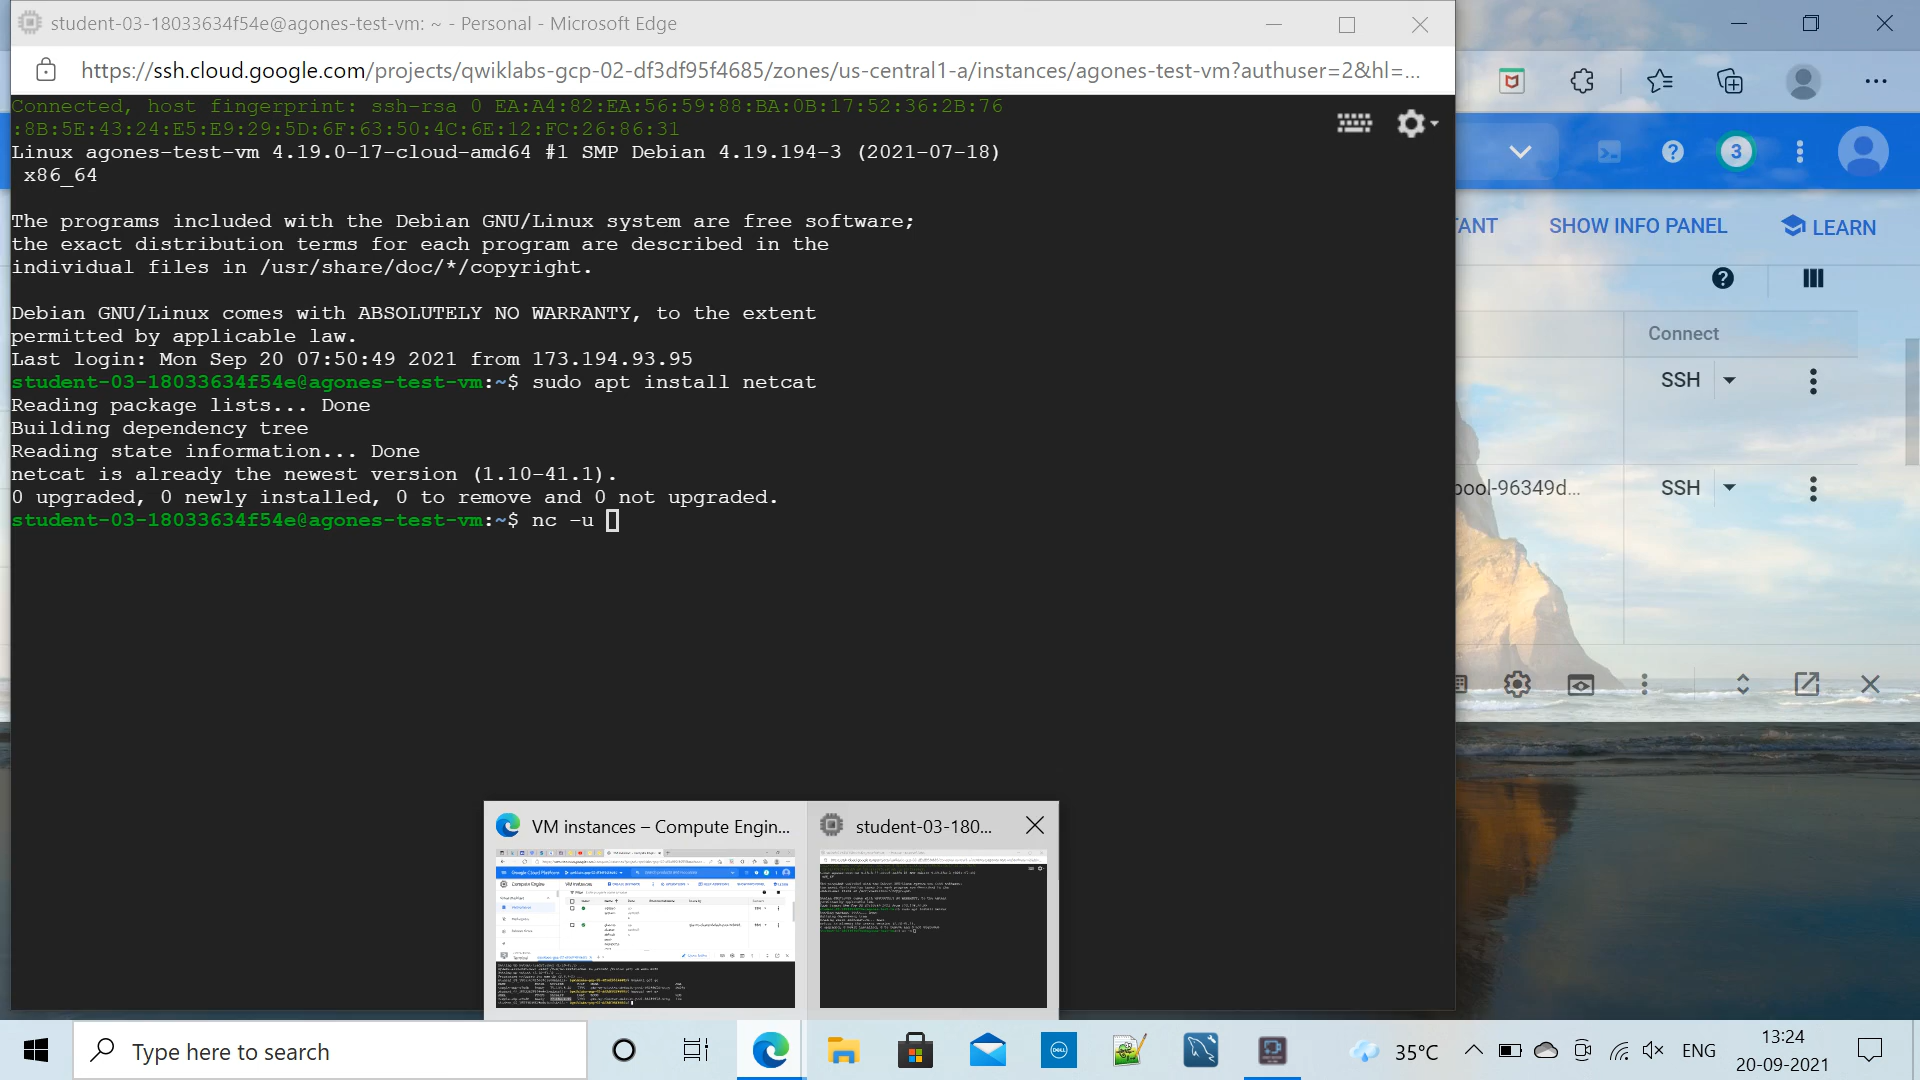 student-03-18033634f54e@agones-test-vm: ~ - Personal - Microsoft Edge
https://ssh.cloud.google.com/projects/qwiklabs-gcp-02-df3df95f4685/zones/us-central1-a/instances/agones-test-vm?authuser=2&hl=...
Connected, host fingerprint: ssh-rsa 0 EA:A4:82:EA:56:59:88:BA:0B:17:52:36:2B:76
:8B:5E:43:24:E5:E9:29:5D:6F:63:50:4C:6E:12:FC:26:86:31
Linux agones-test-vm 4.19.0-17-cloud-amd64 #1 SMP Debian 4.19.194-3 (2021-07-18)
x86_64
The programs included with the Debian GNU/Linux system are free software;
the exact distribution terms for each program are described in the
individual files in /usr/share/doc/*/copyright.
Debian GNU/Linux comes with ABSOLUTELY NO WARRANTY, to the extent
permitted by applicable law.
Last login: Mon Sep 20 07:50:49 2021 from 173.194.93.95
student-03-18033634f54e@agones-test-vm:~$ sudo apt install netcat
Reading package lists... Done
Building dependency tree
Reading state information... Done
netcat is already the newest version (1.10-41.1).
0 upgraded, 0 newly installed, 0 to remove and 0 not upgraded.
student-03-18033634f54e@agones-test-vm:~$ nc -u
3
TANT
SHOW INFO PANEL
LEARN
Connect
SSH
pool-96349d...
SSH
VM instances – Compute Engin...
student-03-180...
Type here to search
35°C
ENG
13:24
20-09-2021